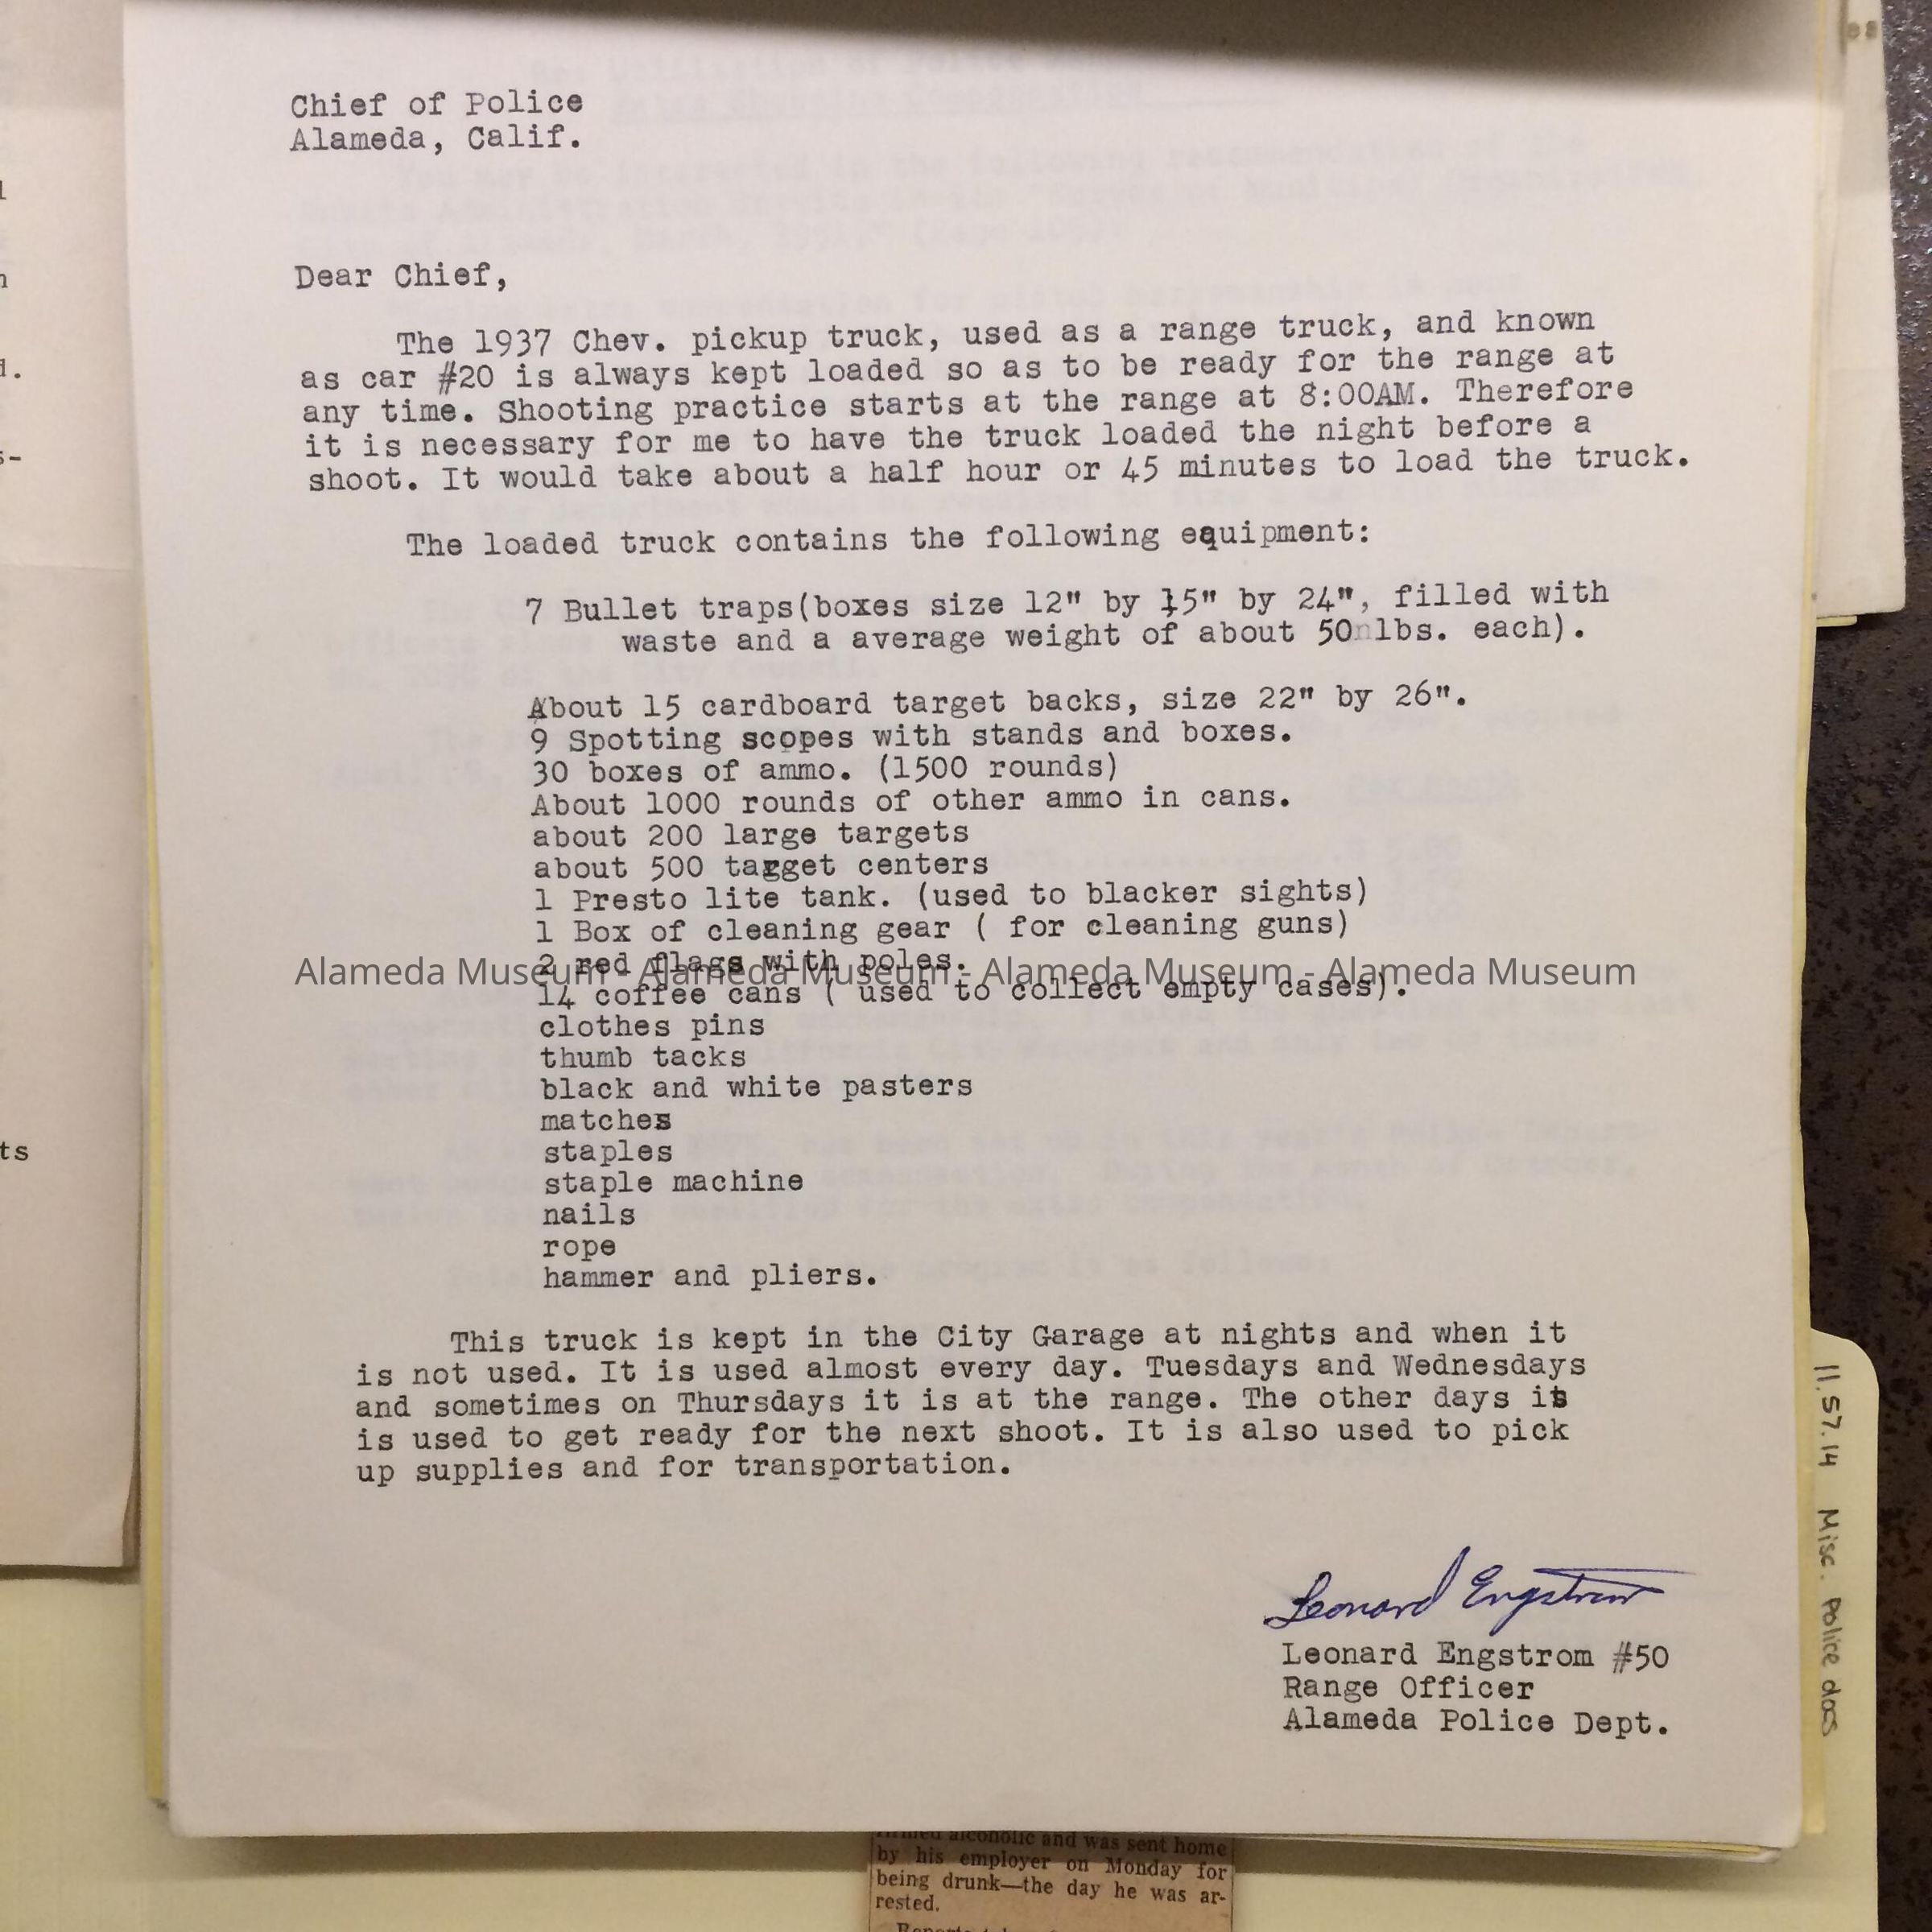 Chief of Police
Alameda, Calif.
Dear Chief,
The 1937 Chev. pickup truck, used as a range truck, and known
as car #20 is always kept loaded so as to be ready for the range at
any time. Shooting practice starts at the range at 8:00AM. Therefore
it is necessary for me to have the truck loaded the night before a
shoot. It would take about a half hour or 45 minutes to load the truck.
The loaded truck contains the following equipment:
7 Bullet traps(boxes size 12" by 15" by 24", filled with
waste and a average weight of about 50 lbs. each).
About 15 cardboard target backs, size 22" by 26".
9 Spotting scopes with stands and boxes.
30 boxes of ammo. (1500 rounds)
About 1000 rounds of other ammo in cans.
about 200 large targets
about 500 target centers
1 Presto lite tank. (used to blacker sights)
1 Box of cleaning gear ( for cleaning guns)
2 red flags with poles.
Alameda Museum - Alameda Museum - Alameda Museum - Alameda Museum
14 coffee cans ( used to collect empty cases).
clothes pins
thumb tacks
black and white pasters
matches
staples
staple machine
nails
rope
hammer and pliers.
This truck is kept in the City Garage at nights and when it
is not used. It is used almost every day. Tuesdays and Wednesdays
and sometimes on Thursdays it is at the range. The other days it
is used to get ready for the next shoot. It is also used to pick
up supplies and for transportation.
Leonard Engstrom
Leonard Engstrom #50
Range Officer
Alameda Police Dept.
11.57.14 Misc. Police docs
alcoholic and was sent home
by his employer on Monday for
being drunk—the day he was ar-
rested.